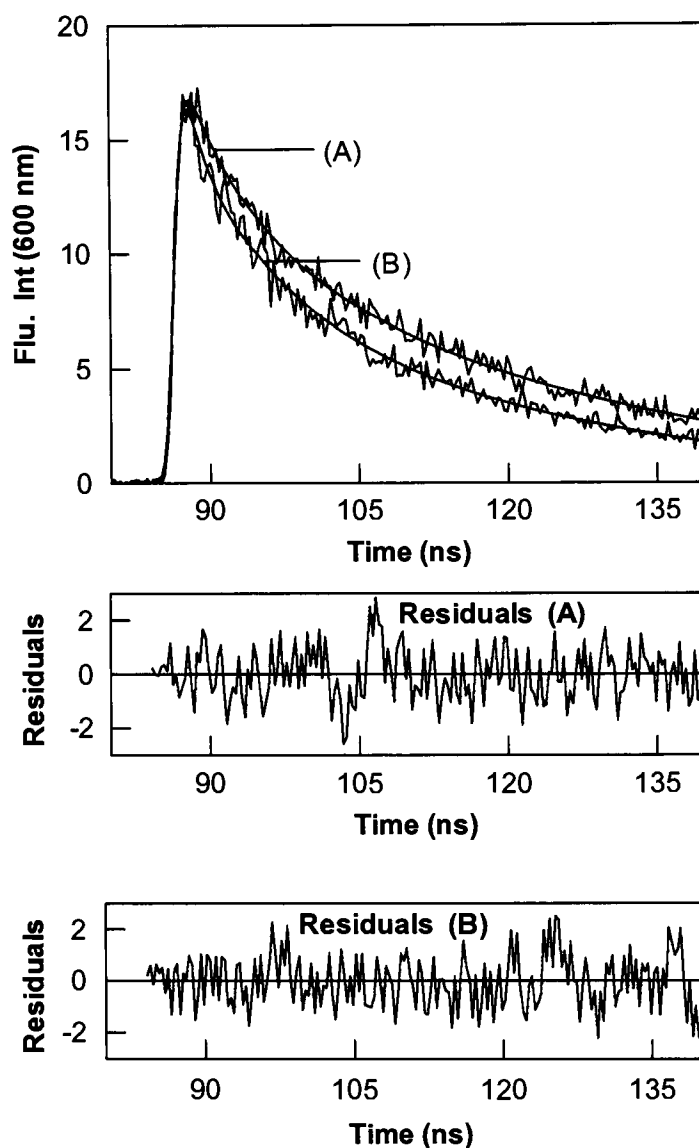 20
15
10
5
0
Flu. Int (600 nm)
(A)
(B)
90 105 120 135
Time (ns)
Residuals (A)
2
0
-2
Residuals
90 105 120 135
Time (ns)
Residuals (B)
2
0
-2
Residuals
90 105 120 135
Time (ns)